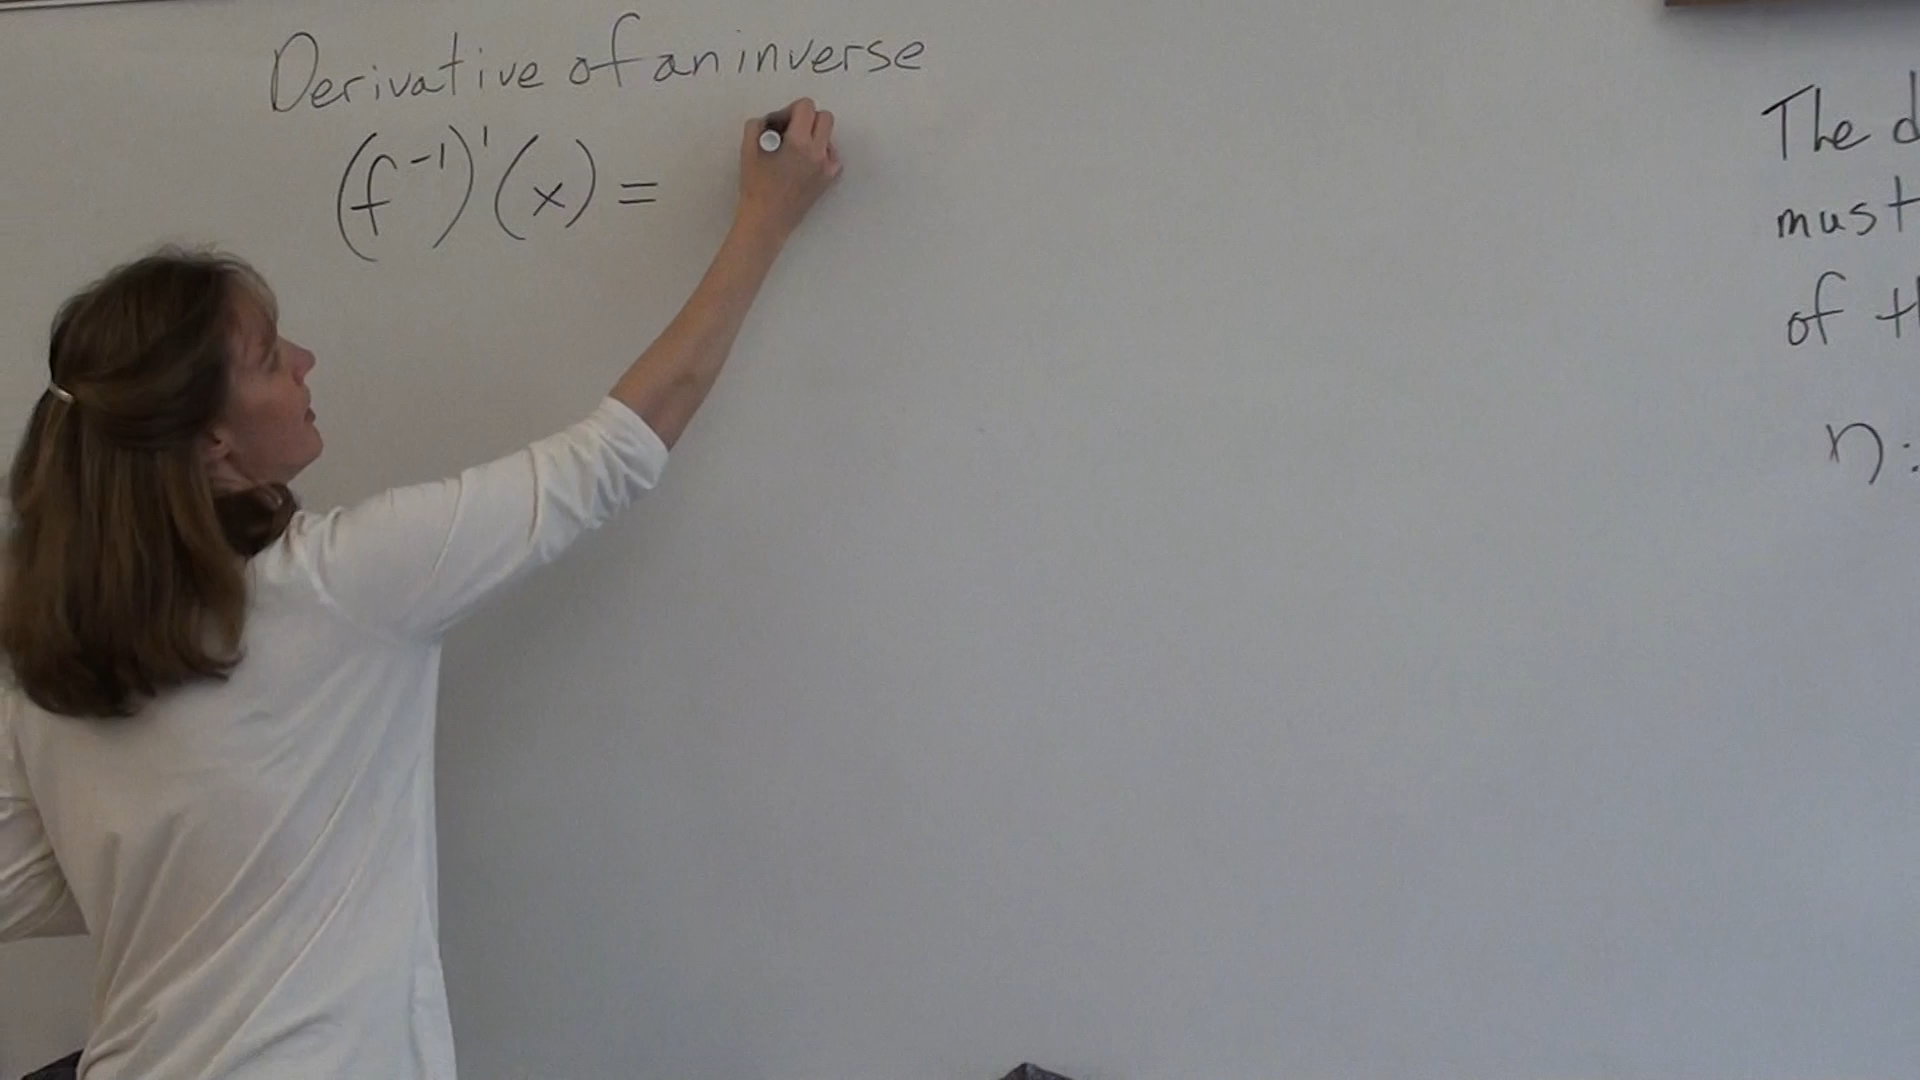 Derivative of an inverse
(f⁻¹)'(x) =
The
must
of